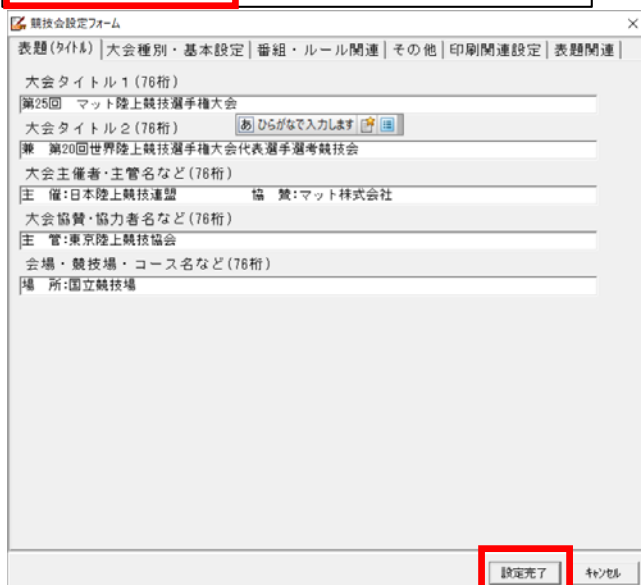 競技会設定フォーム
表題(タイトル) 大会種別・基本設定 番組・ルール関連 その他 印刷関連設定 表題関連
大会タイトル1(76桁)
第25回　マット陸上競技選手権大会
大会タイトル2(76桁)
あ ひらがなで入力します
兼　第20回世界陸上競技選手権大会代表選手選考競技会
大会主催者・主管名など(76桁)
主　催:日本陸上競技連盟　　　　　協　賛:マット株式会社
大会協賛・協力者名など(76桁)
主　管:東京陸上競技協会
会場・競技場・コース名など(76桁)
場　所:国立競技場
設定完了 キャンセル